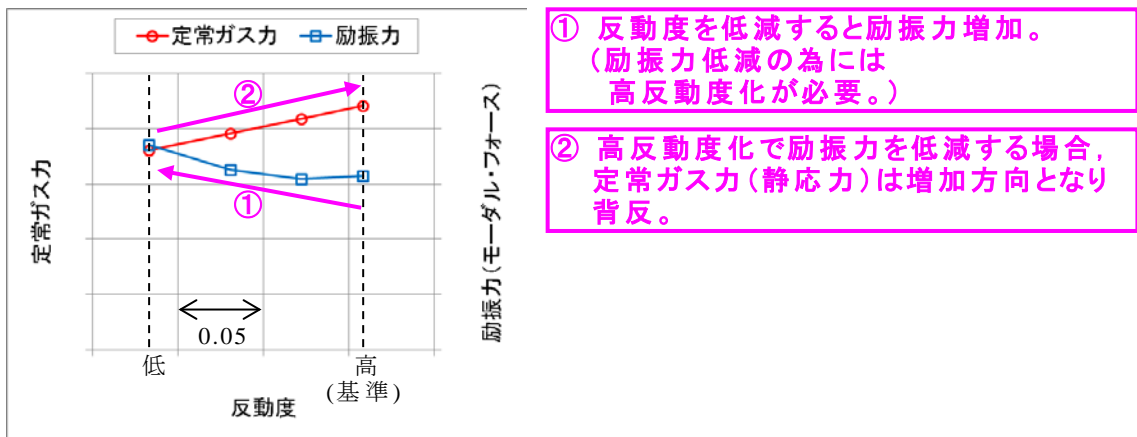 定常ガス力 励振力
定常ガス力
励振力(モーダル・フォース)
②
①
0.05
低 高
(基準)
反動度
① 反動度を低減すると励振力増加。
(励振力低減の為には
高反動度化が必要。)
② 高反動度化で励振力を低減する場合,
定常ガス力(静応力)は増加方向となり
背反。